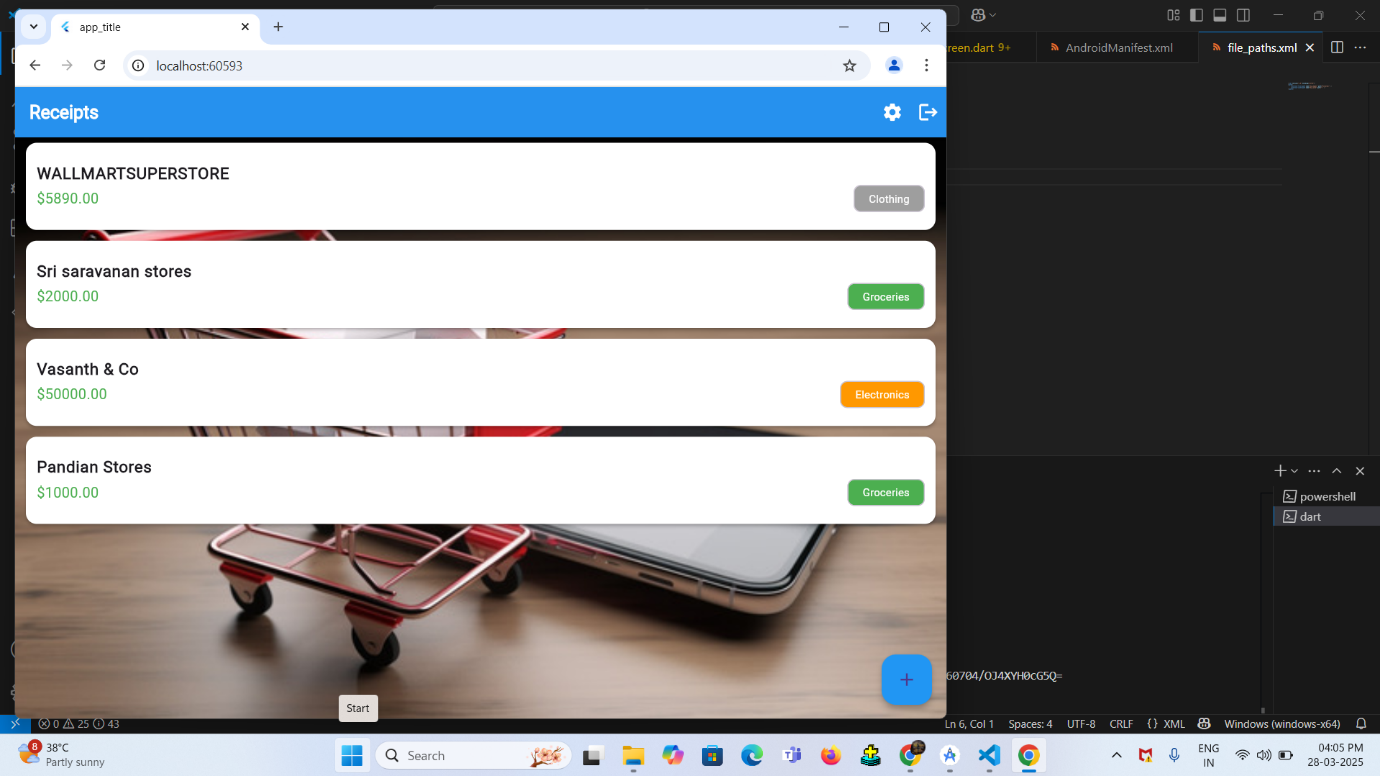 app_title
localhost:60593
reen.dart 9+
AndroidManifest.xml
file_paths.xml
Receipts
WALLMARTSUPERSTORE
$5890.00
Clothing
Sri saravanan stores
$2000.00
Groceries
Vasanth & Co
$50000.00
Electronics
Pandian Stores
$1000.00
Groceries
powershell
dart
60704/OJ4XYH0cG5Q=
Start
0 25 43
Ln 6, Col 1 Spaces: 4 UTF-8 CRLF {} XML Windows (windows-x64)
8
38°C
Partly sunny
Search
ENG
IN
04:05 PM
28-03-2025